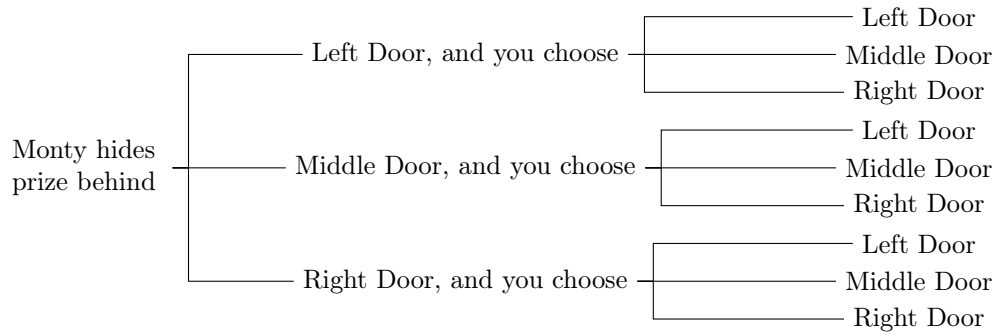 Monty hides
prize behind
Left Door, and you choose
Left Door
Middle Door
Right Door
Middle Door, and you choose
Left Door
Middle Door
Right Door
Right Door, and you choose
Left Door
Middle Door
Right Door